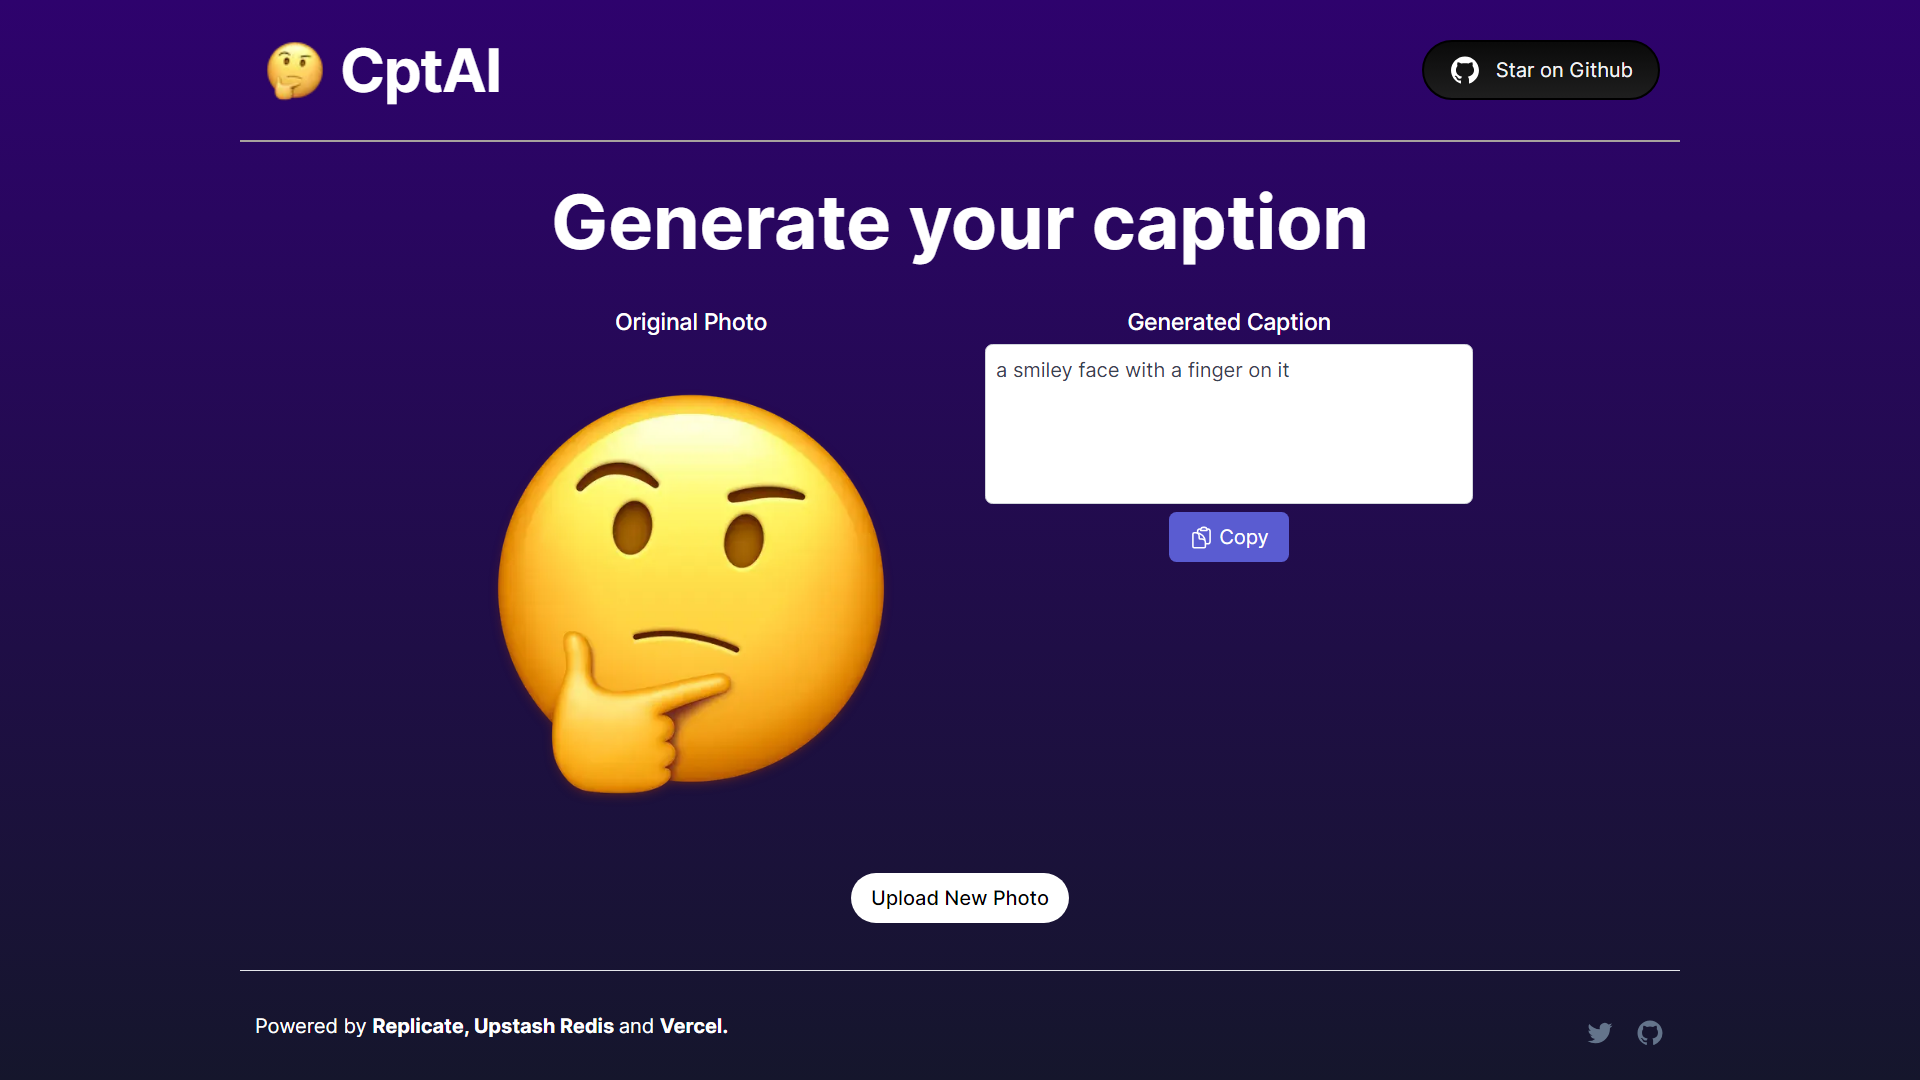 CptAI
Star on Github
Generate your caption
Original Photo
Generated Caption
a smiley face with a finger on it
Copy
Upload New Photo
Powered by Replicate, Upstash Redis and Vercel.